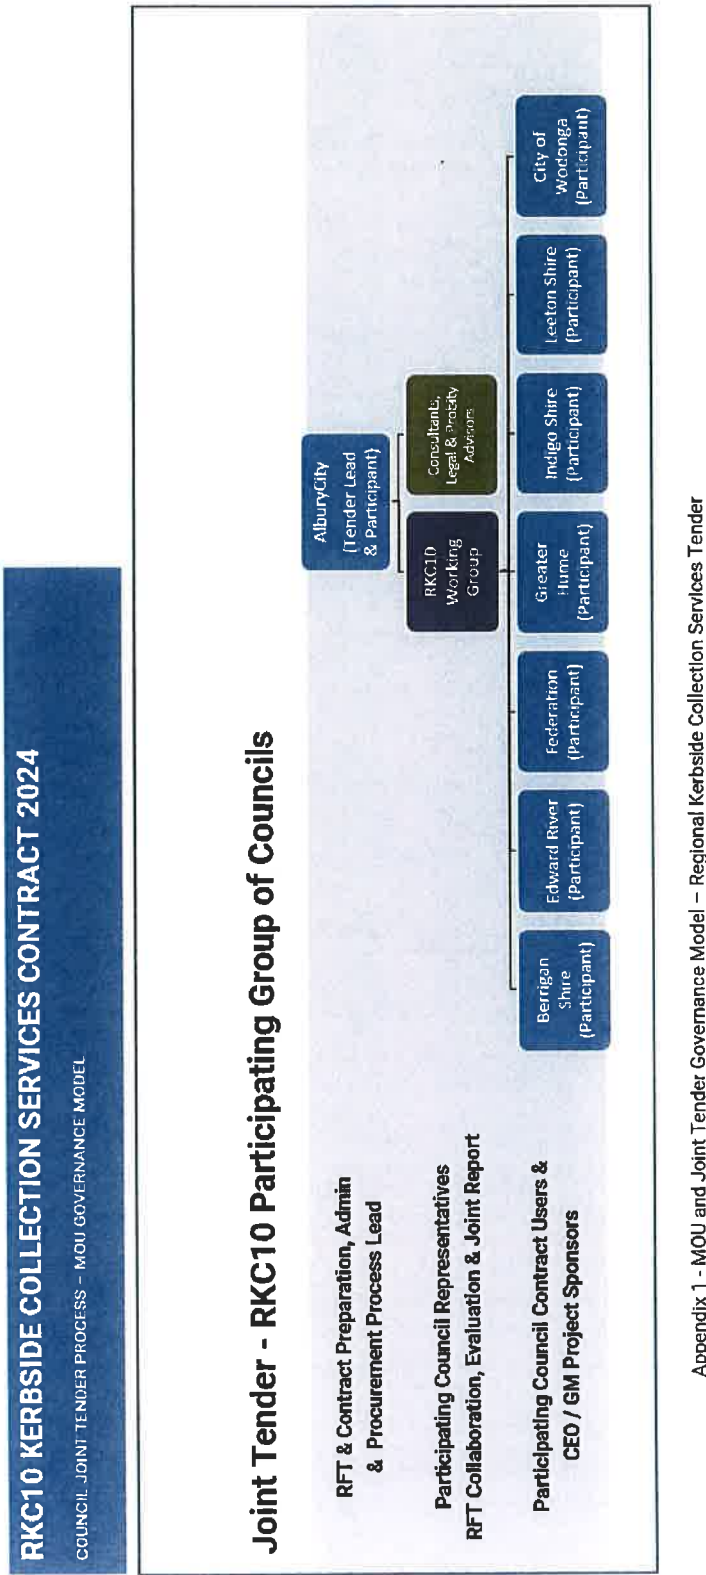 RKC10 KERBSIDE COLLECTION SERVICES CONTRACT 2024
COUNCIL JOINT TENDER PROCESS – MOU GOVERNANCE MODEL
Joint Tender - RKC10 Participating Group of Councils
RFT & Contract Preparation, Admin
& Procurement Process Lead
AlburyCity
(Tender Lead
& Participant)
Participating Council Representatives
RFT Collaboration, Evaluation & Joint Report
RKC10
Working
Group
Consultants,
Legal & Probity
Advisors
Participating Council Contract Users &
CEO / GM Project Sponsors
Berrigan
Shire
(Participant)
Edward River
(Participant)
Federation
(Participant)
Greater
Hume
(Participant)
Indigo Shire
(Participant)
Leeton Shire
(Participant)
City of
Wodonga
(Participant)
Appendix 1 - MOU and Joint Tender Governance Model – Regional Kerbside Collection Services Tender